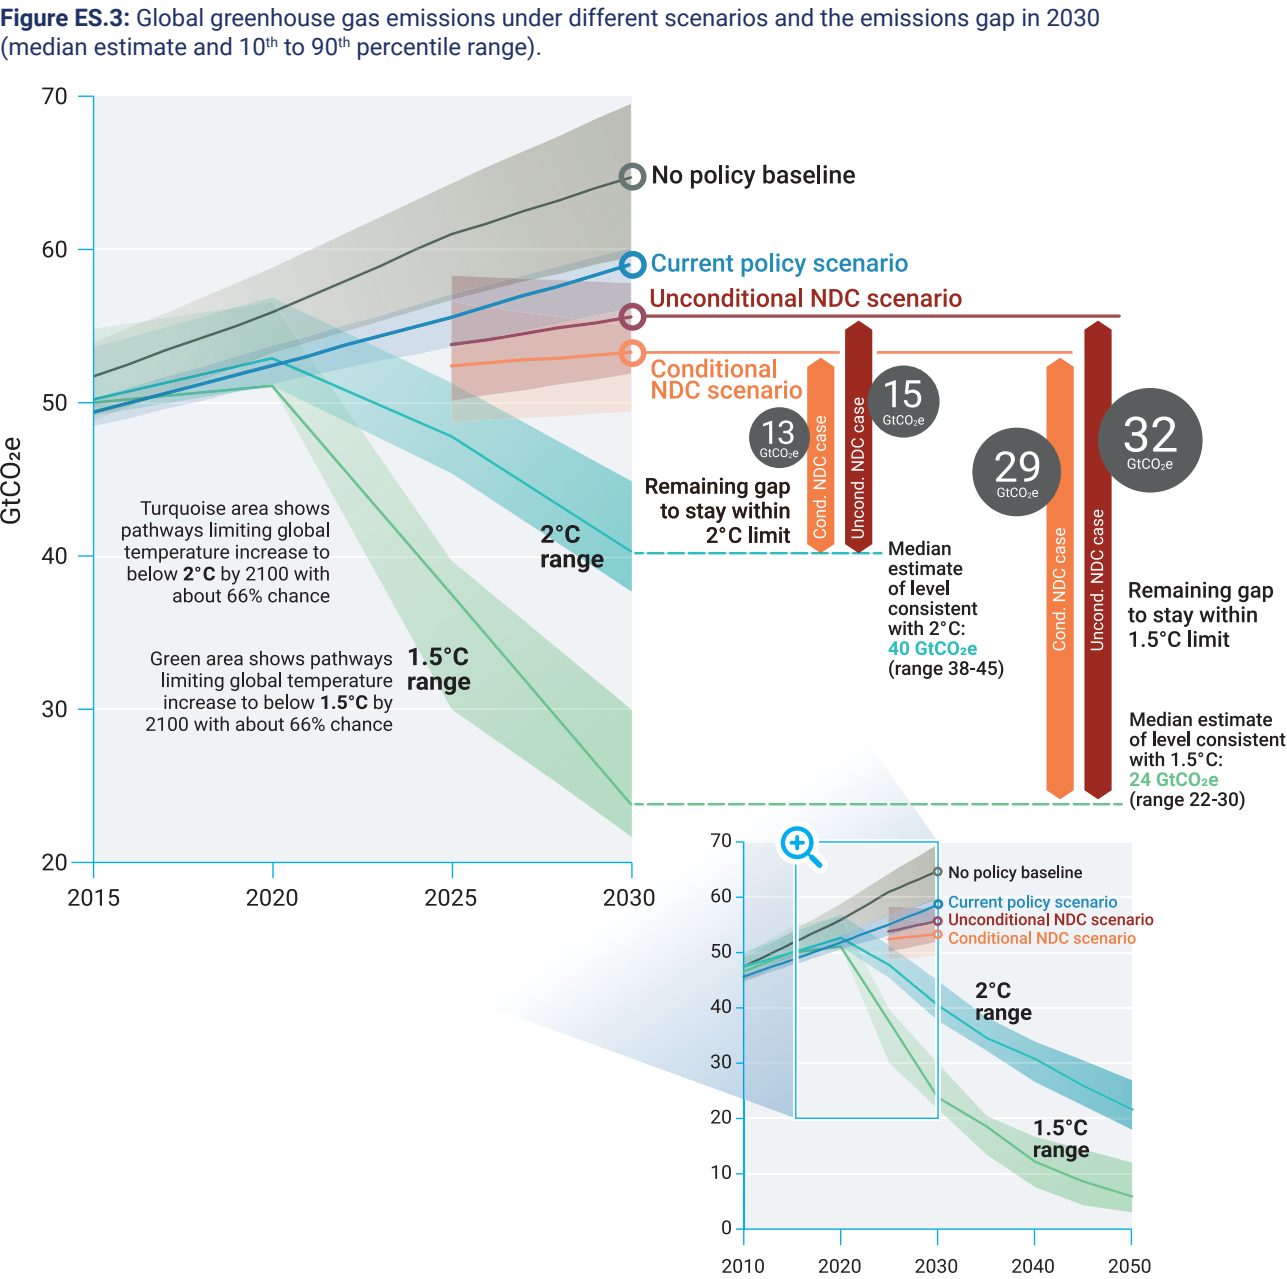 Figure ES.3: Global greenhouse gas emissions under different scenarios and the emissions gap in 2030
(median estimate and 10th to 90th percentile range).
70
60
50
40
30
20
GtCO₂e
2015
2020
2025
2030
No policy baseline
Current policy scenario
Unconditional NDC scenario
Conditional
NDC scenario
Turquoise area shows
pathways limiting global
temperature increase to
below 2°C by 2100 with
about 66% chance
Green area shows pathways
limiting global temperature
increase to below 1.5°C by
2100 with about 66% chance
2°C
range
1.5°C
range
13
GtCO₂e
Cond. NDC case
Uncond. NDC case
15
GtCO₂e
Remaining gap
to stay within
2°C limit
29
GtCO₂e
Cond. NDC case
Uncond. NDC case
32
GtCO₂e
Median
estimate
of level
consistent
with 2°C:
40 GtCO₂e
(range 38-45)
Remaining gap
to stay within
1.5°C limit
Median estimate
of level consistent
with 1.5°C:
24 GtCO₂e
(range 22-30)
70
60
50
40
30
20
10
0
2010
2020
2030
2040
2050
No policy baseline
Current policy scenario
Unconditional NDC scenario
Conditional NDC scenario
2°C
range
1.5°C
range